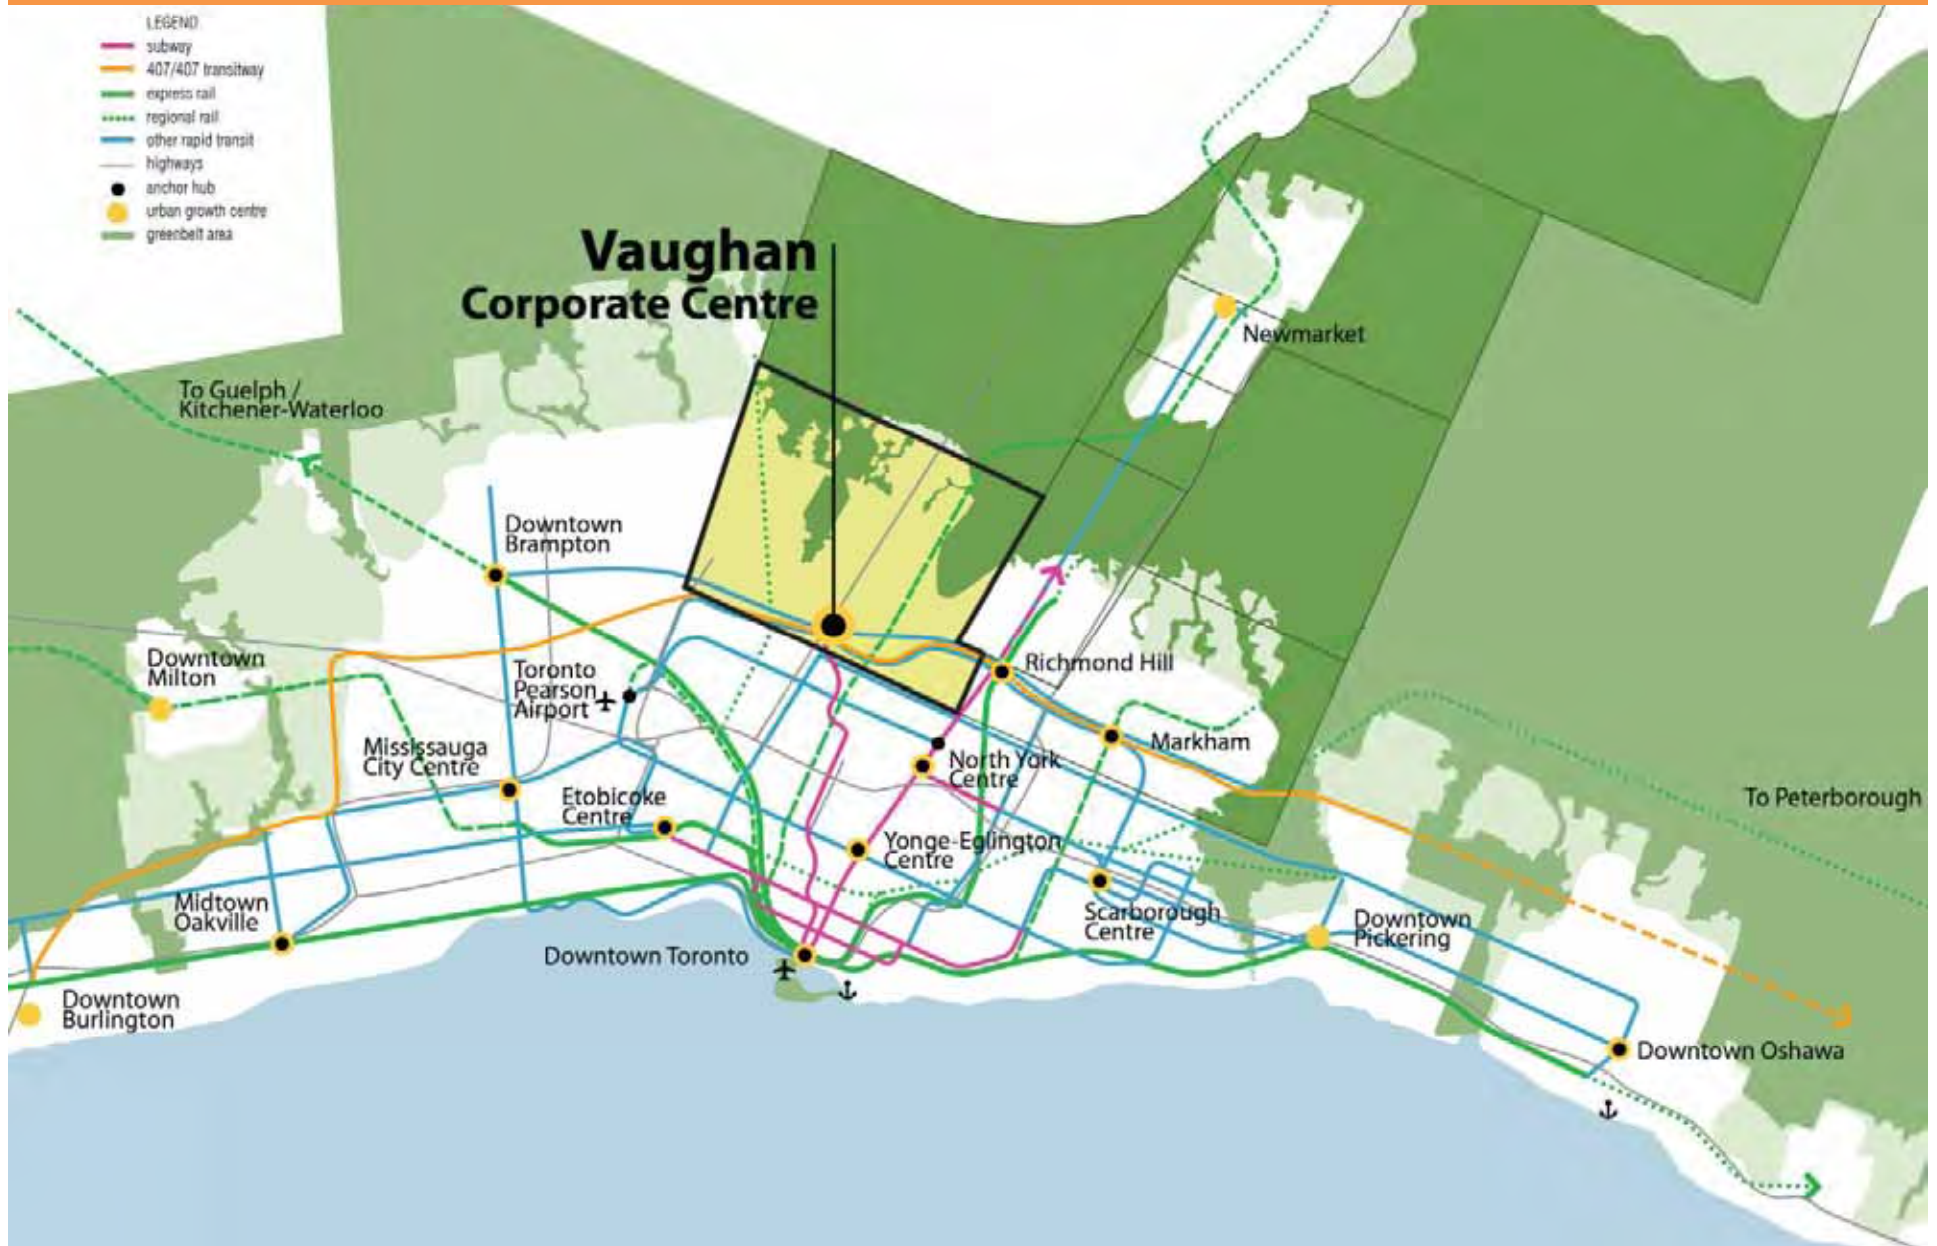 LEGEND
subway
407/407 transitway
express rail
regional rail
other rapid transit
highways
anchor hub
urban growth centre
greenbelt area
Vaughan
Corporate Centre
Newmarket
To Guelph /
Kitchener-Waterloo
Downtown
Brampton
Downtown
Milton
Toronto
Pearson
Airport
Richmond Hill
Mississauga
City Centre
North York
Centre
Markham
To Peterborough
Etobicoke
Centre
Yonge-Eglington
Centre
Midtown
Oakville
Scarborough
Centre
Downtown
Pickering
Downtown Toronto
Downtown
Burlington
Downtown Oshawa